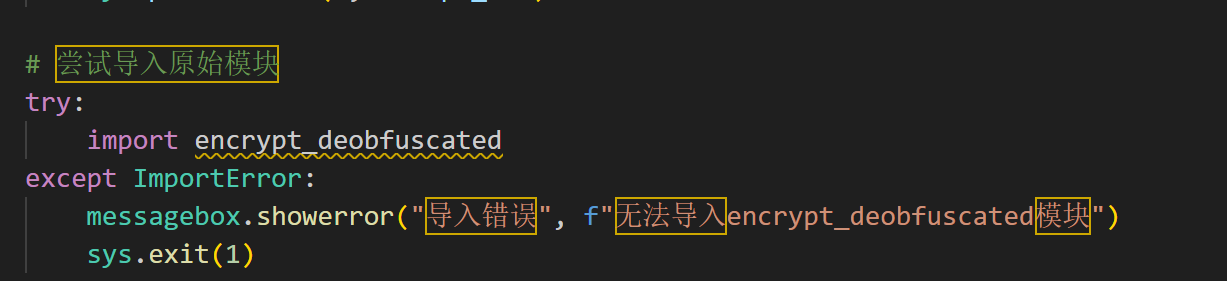 # 尝试导入原始模块
try:
    import encrypt_deobfuscated
except ImportError:
    messagebox.showerror("导入错误", f"无法导入encrypt_deobfuscated模块")
    sys.exit(1)